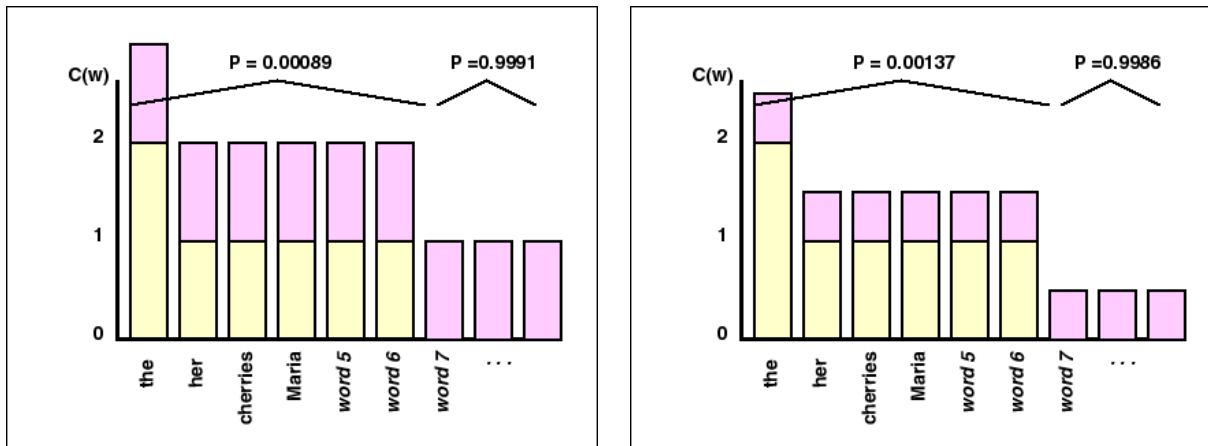 P = 0.00089 P =0.9991
C(w)
2
1
0
the her cherries Maria word 5 word 6 word 7 . . .
P = 0.00137 P =0.9986
C(w)
2
1
0
the her cherries Maria word 5 word 6 word 7 . . .